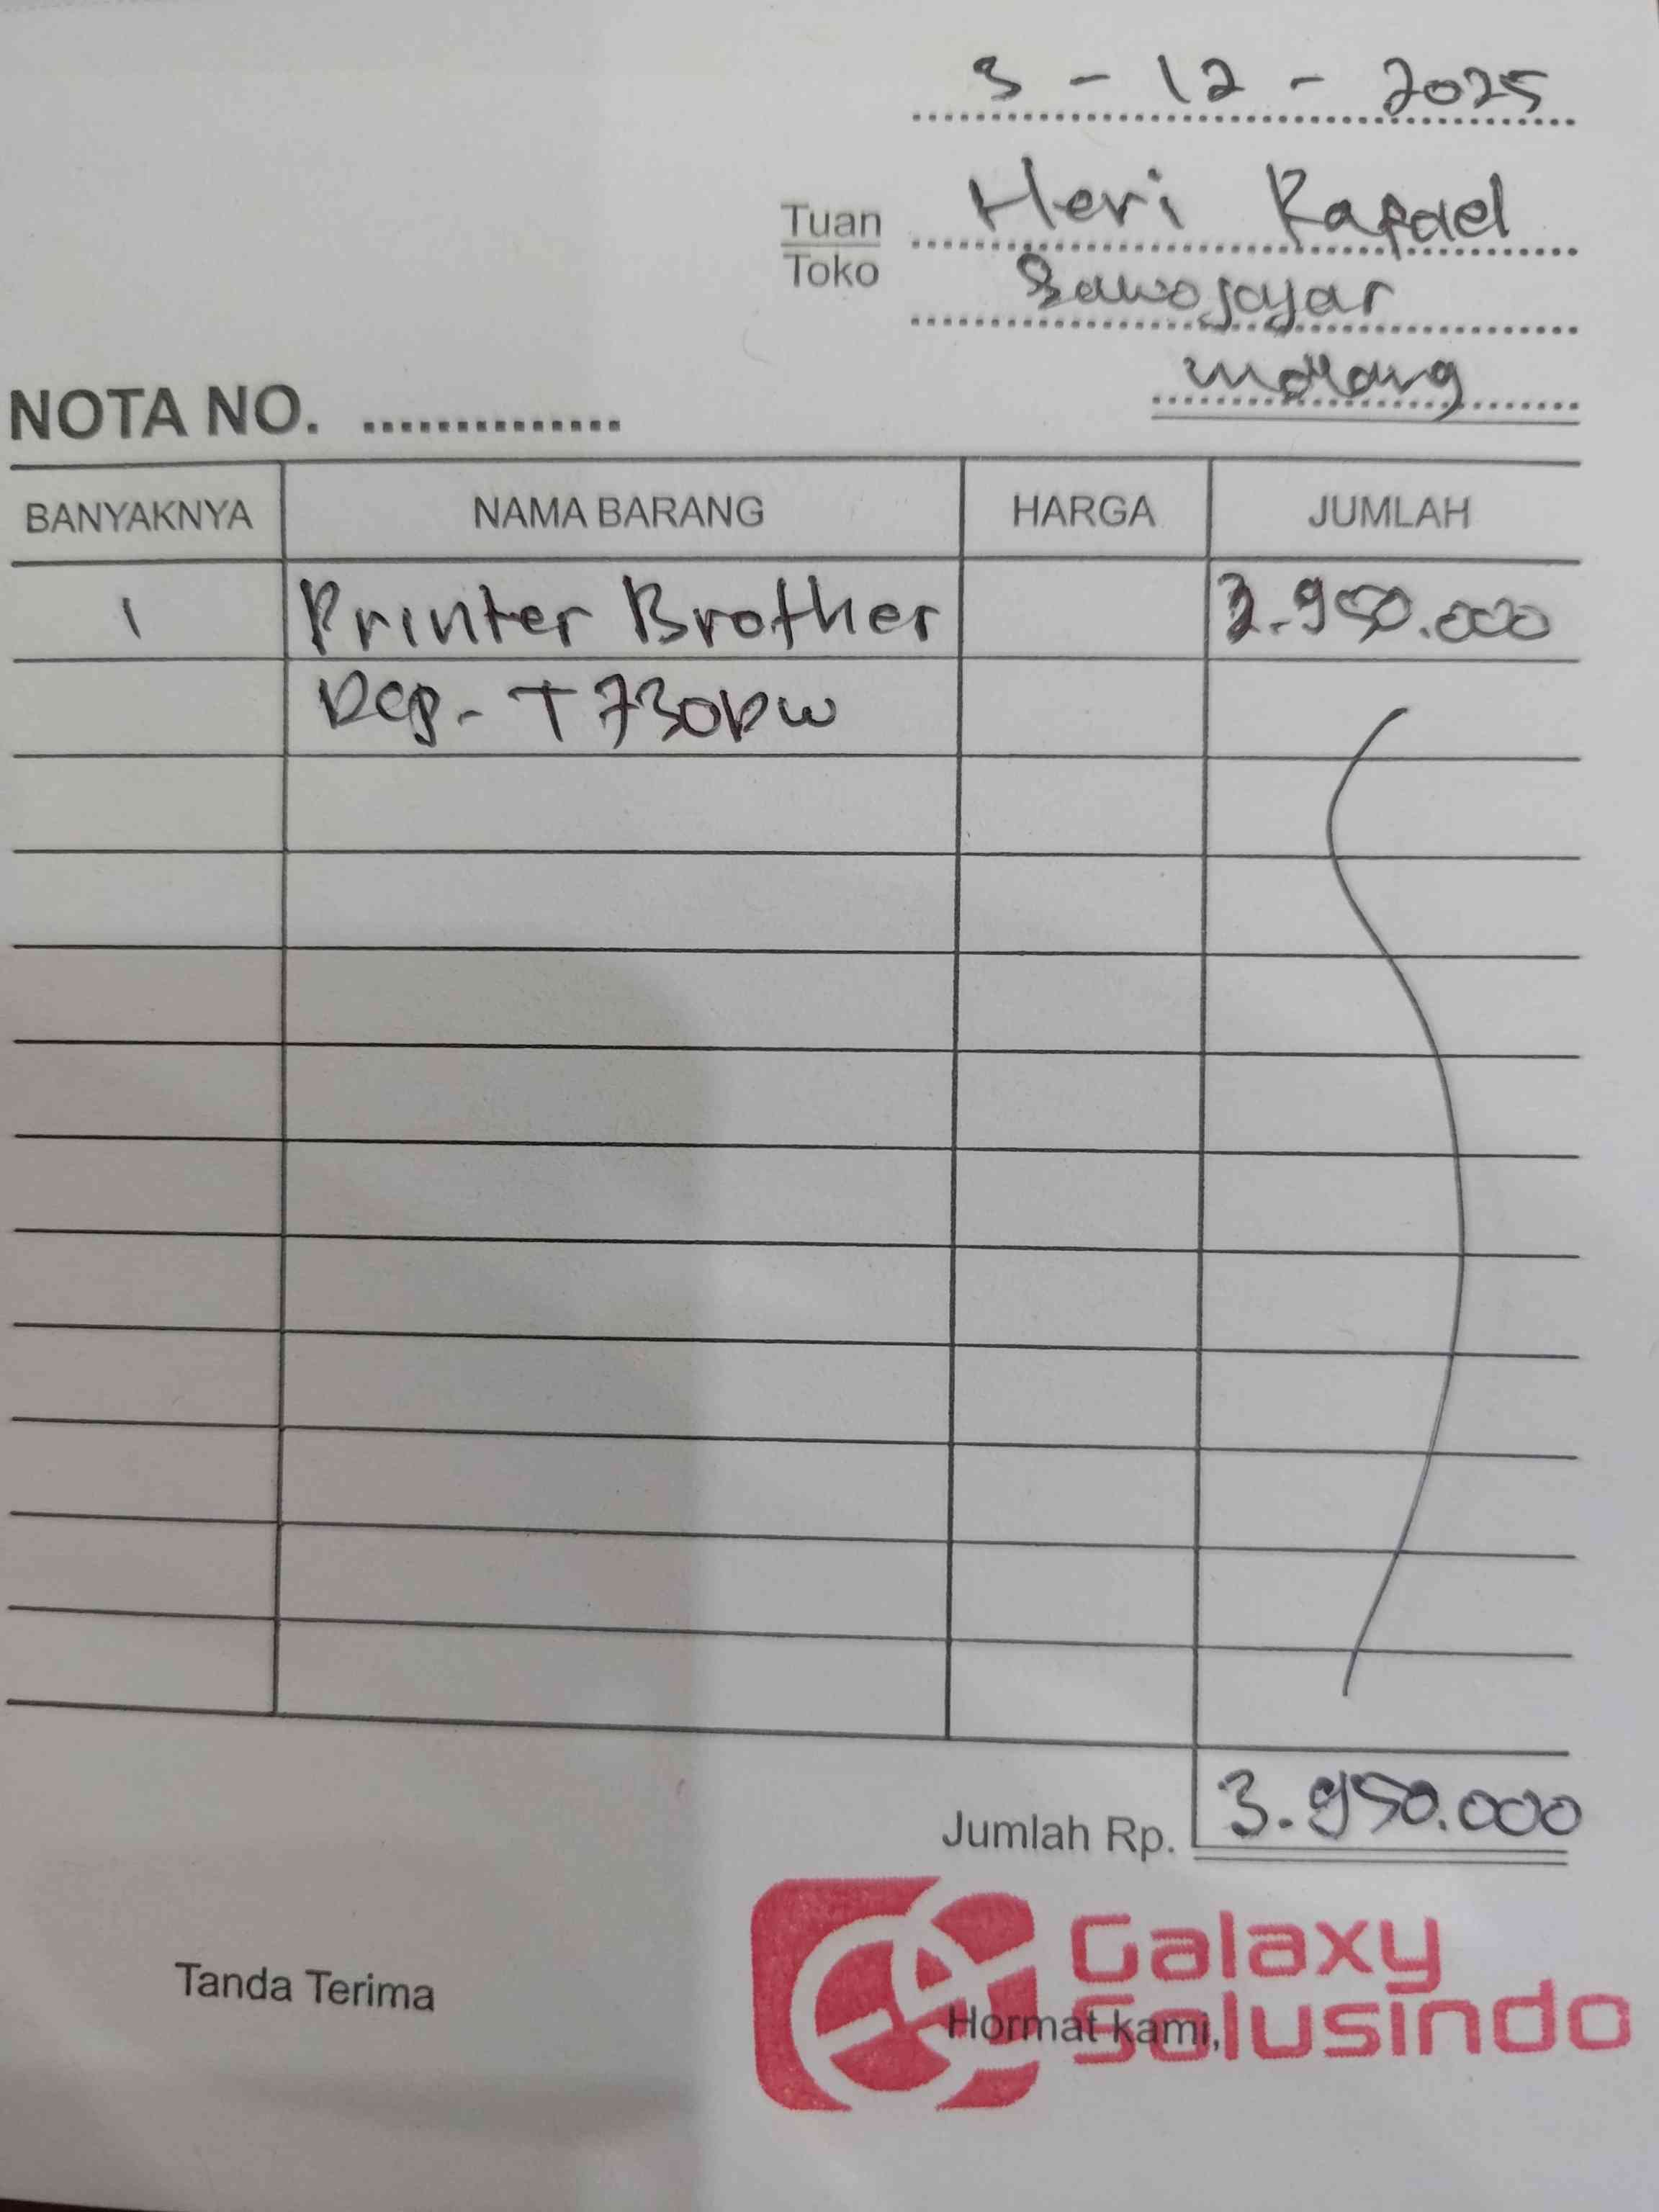 3 - 12 - 2025
Tuan Heri Rafael
Toko Sawojajar
Malang
NOTA NO. ..............
BANYAKNYA NAMA BARANG HARGA JUMLAH
1 Printer Brother 3.950.000
Dcp - T730DW
Jumlah Rp. 3.950.000
Tanda Terima
Hormat kami,
Galaxy
Solusindo